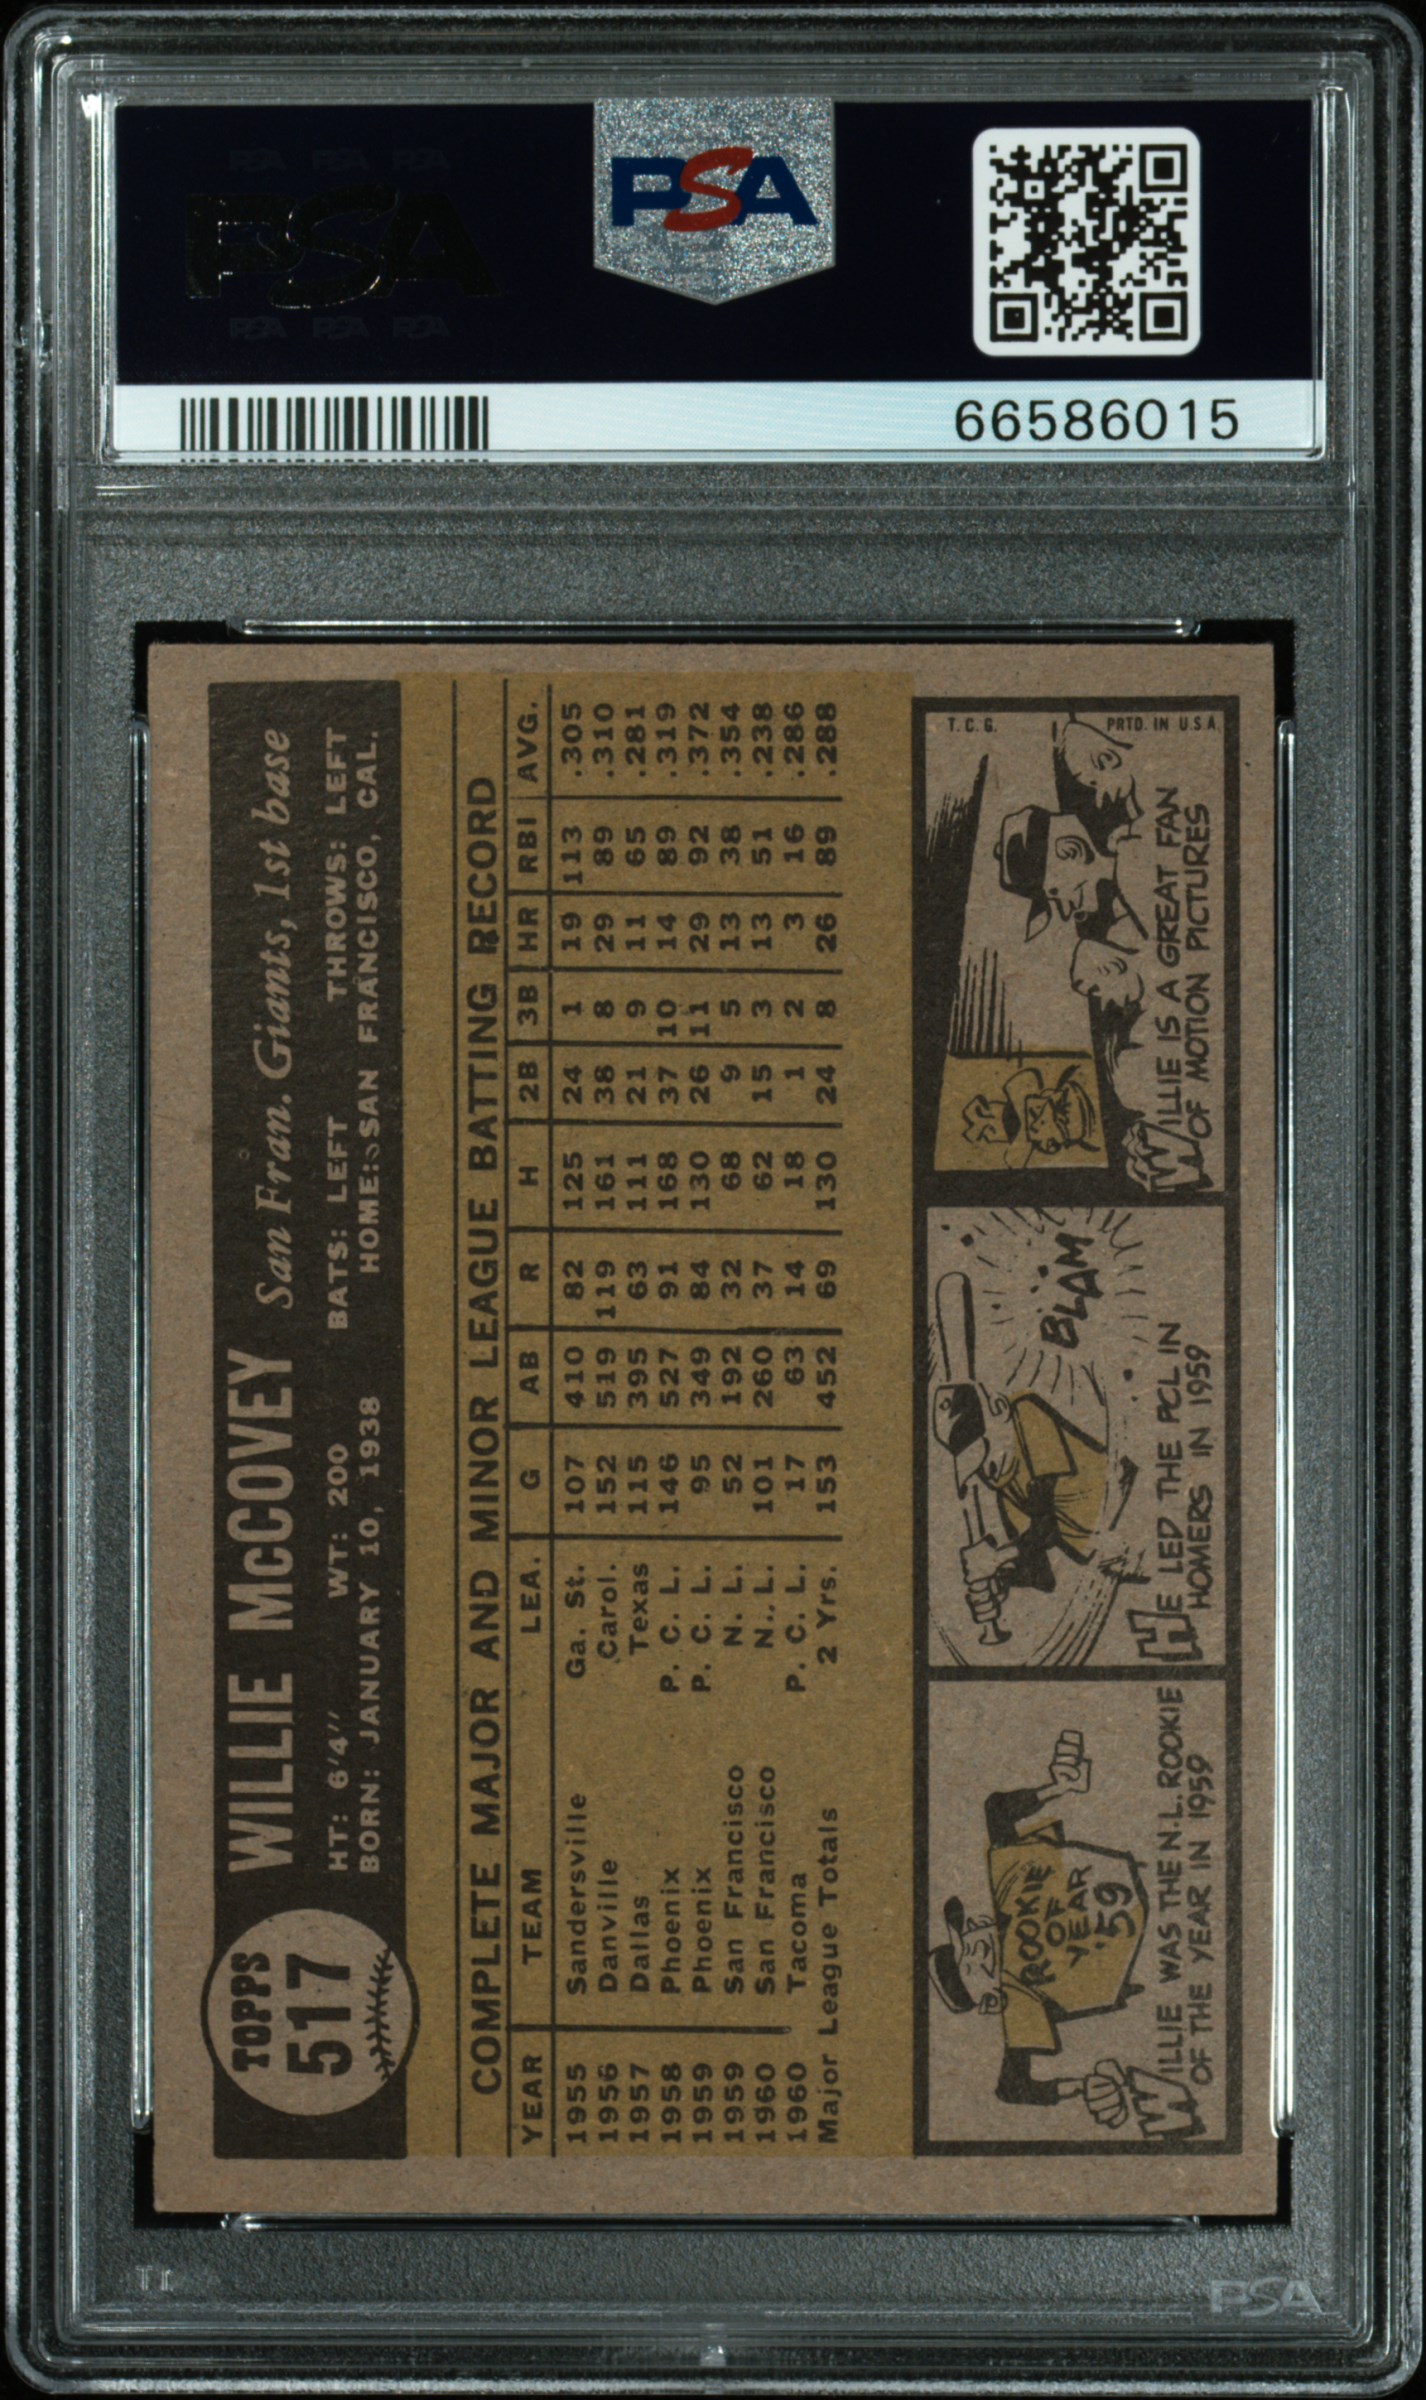 PSA PSA PSA
PSA
PSA PSA PSA
PSA
66586015
TOPPS
517
WILLIE McCOVEY San Fran. Giants, 1st base
HT: 6'4" WT: 200 BATS: LEFT THROWS: LEFT
BORN: JANUARY 10, 1938 HOME: SAN FRANCISCO, CAL.
COMPLETE MAJOR AND MINOR LEAGUE BATTING RECORD
YEAR TEAM LEA. G AB R H 2B 3B HR RBI AVG.
1955 Sandersville Ga. St. 107 410 82 125 24 1 19 113 .305
1956 Danville Carol. 152 519 119 161 38 8 29 89 .310
1957 Dallas Texas 115 395 63 111 21 9 11 65 .281
1958 Phoenix P. C. L. 146 527 91 168 37 10 14 89 .319
1959 Phoenix P. C. L. 95 349 84 130 26 11 29 92 .372
1959 San Francisco N. L. 52 192 32 68 9 5 13 38 .354
1960 San Francisco N. L. 101 260 37 62 15 3 13 51 .238
1960 Tacoma P. C. L. 17 63 14 18 1 2 3 16 .286
Major League Totals 2 Yrs. 153 452 69 130 24 8 26 89 .288
ROOKIE
OF
YEAR
'59
WILLIE WAS THE N.L. ROOKIE
OF THE YEAR IN 1959
BLAM
HE LED THE PCL IN
HOMERS IN 1959
T.C.G.
PRTD. IN U.S.A.
WILLIE IS A GREAT FAN
OF MOTION PICTURES
PSA